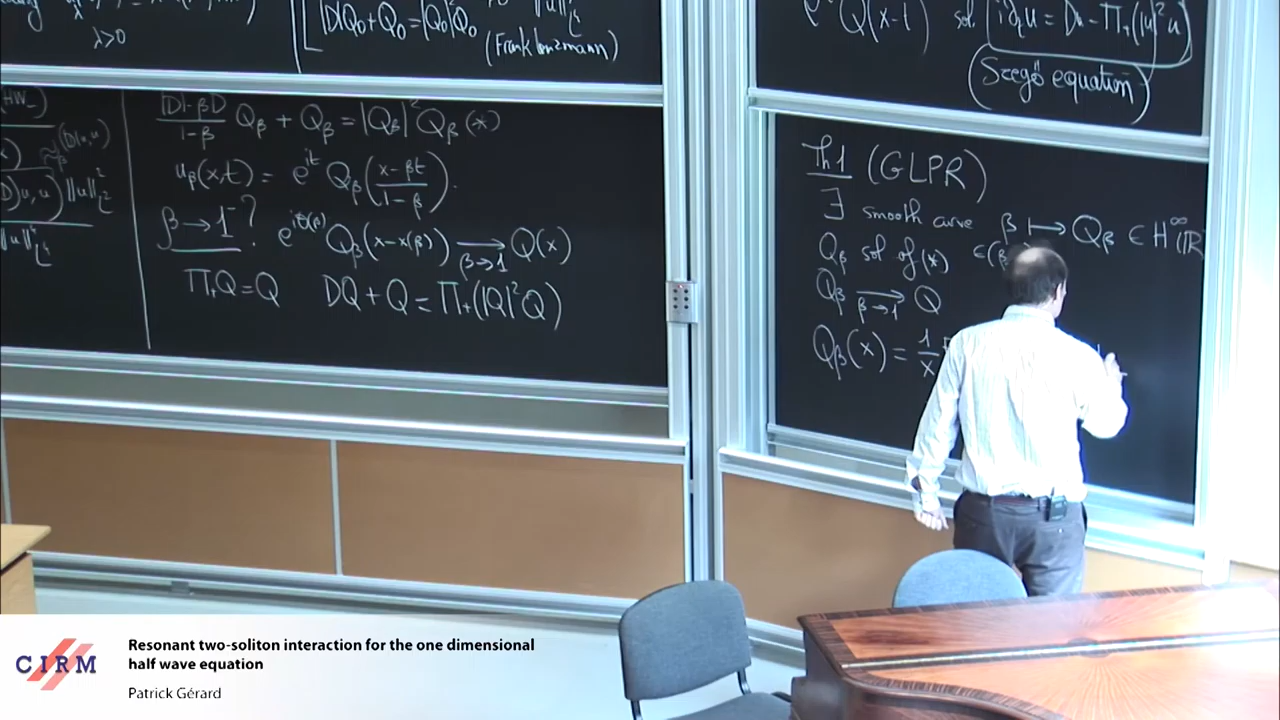 λ>0
|D|Q₀+Q₀=|Q₀|²Q₀
(Frank Lenzmann)
|D|-βD / 1-β Q_β + Q_β = |Q_β|² Q_β (*)
u_β(x,t) = e^{it} Q_β( x-βt / 1-β ).
β → 1⁻ ? e^{iθ(β)} Q_β(x-x(β)) ⟶_{β→1} Q(x)
Π₊Q = Q DQ + Q = Π₊(|Q|²Q)
Q(x-t) sol i∂ₜu = Du - Π₊(|u|²u)
(Szegő equation)
Th 1 (GLPR)
∃ smooth curve β ↦ Q_β ∈ H^∞(ℝ
Q_β sol of (*)
Q_β ⟶_{β→1} Q
Q_β(x) = 1/x
CIRM
Resonant two-soliton interaction for the one dimensional
half wave equation
Patrick Gérard